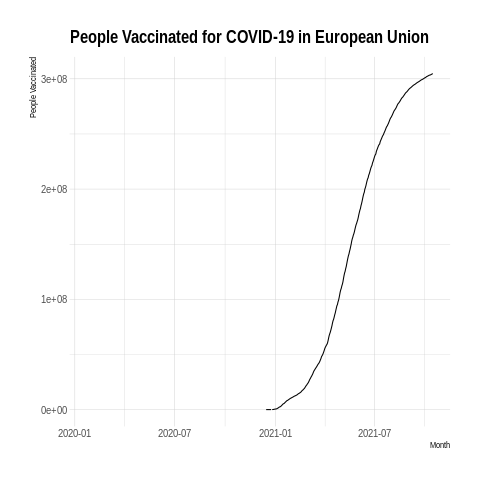 People Vaccinated for COVID-19 in European Union
People Vaccinated
3e+08
2e+08
1e+08
0e+00
2020-01 2020-07 2021-01 2021-07
Month